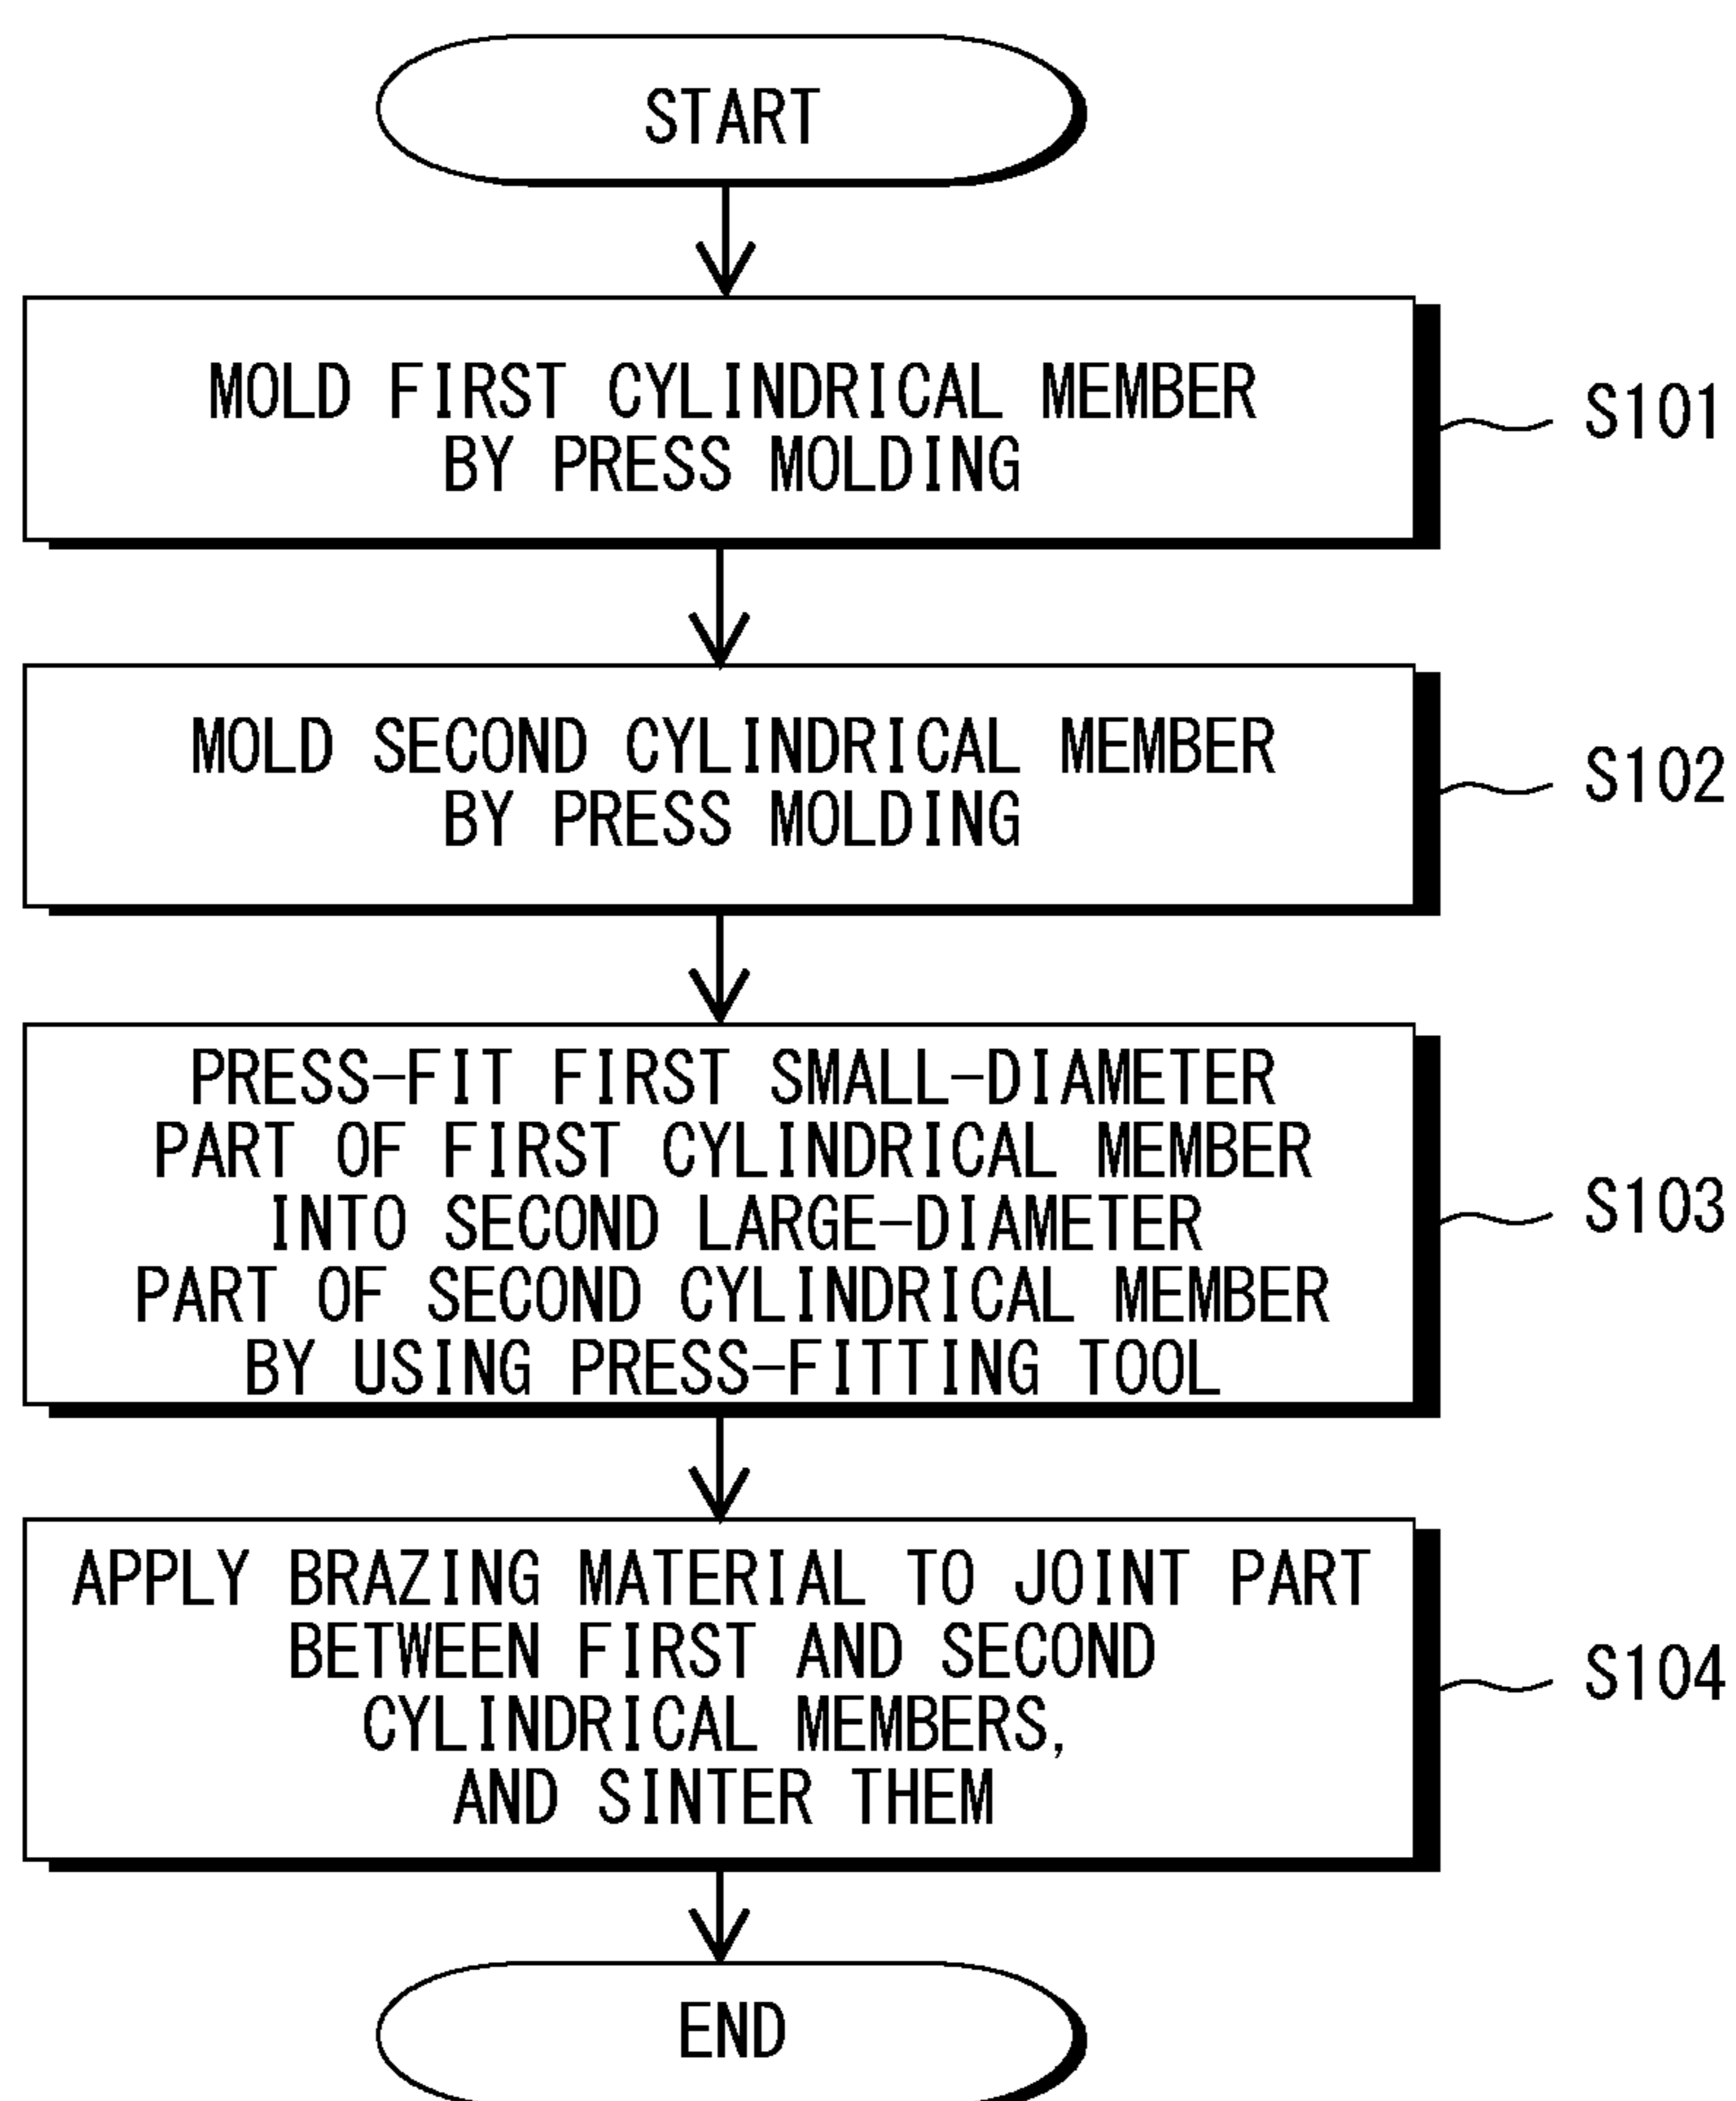 START
MOLD FIRST CYLINDRICAL MEMBER
BY PRESS MOLDING
S101
MOLD SECOND CYLINDRICAL MEMBER
BY PRESS MOLDING
S102
PRESS-FIT FIRST SMALL-DIAMETER
PART OF FIRST CYLINDRICAL MEMBER
INTO SECOND LARGE-DIAMETER
PART OF SECOND CYLINDRICAL MEMBER
BY USING PRESS-FITTING TOOL
S103
APPLY BRAZING MATERIAL TO JOINT PART
BETWEEN FIRST AND SECOND
CYLINDRICAL MEMBERS,
AND SINTER THEM
S104
END